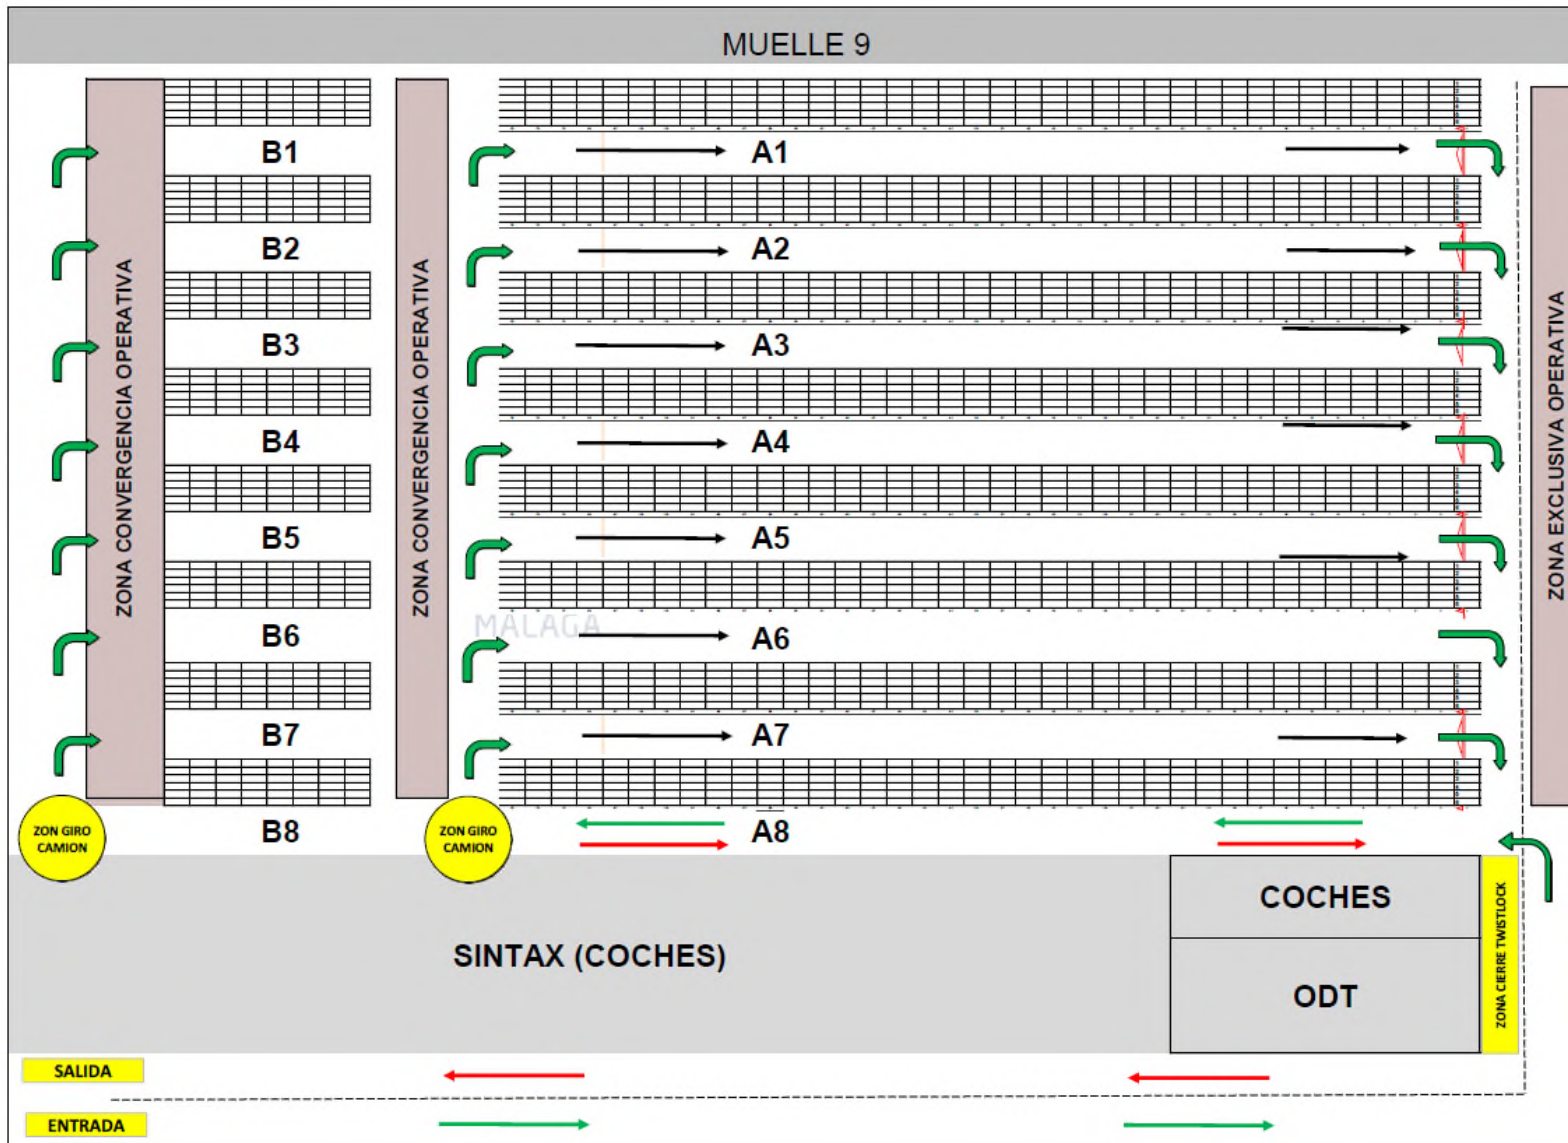 MUELLE 9
B1
A1
B2
A2
B3
A3
B4
A4
B5
A5
B6
A6
B7
A7
B8
A8
ZONA CONVERGENCIA OPERATIVA
ZONA CONVERGENCIA OPERATIVA
ZONA EXCLUSIVA OPERATIVA
MALAGA
ZON GIRO
CAMION
ZON GIRO
CAMION
COCHES
SINTAX (COCHES)
ODT
ZONA CIERRE TWISTLOCK
SALIDA
ENTRADA